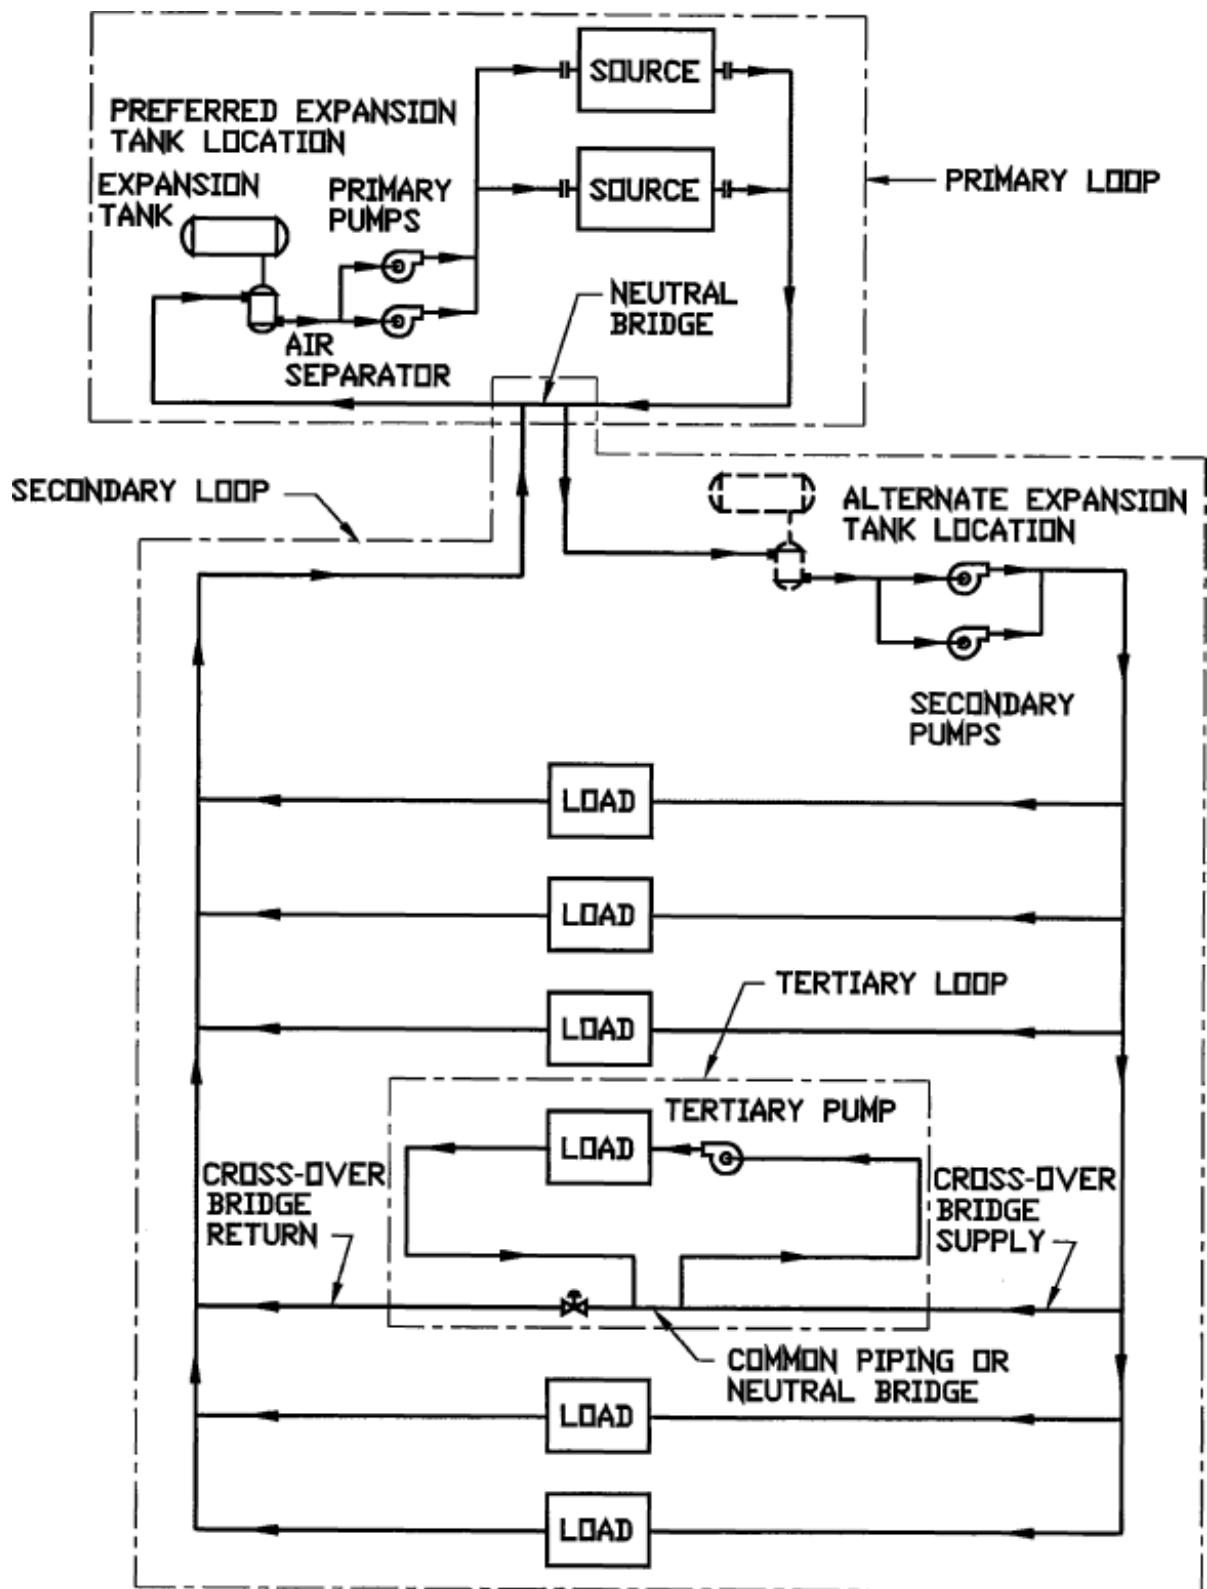 SOURCE
PREFERRED EXPANSION
TANK LOCATION
EXPANSION
TANK
PRIMARY
PUMPS
SOURCE
PRIMARY LOOP
NEUTRAL
BRIDGE
AIR
SEPARATOR
SECONDARY LOOP
ALTERNATE EXPANSION
TANK LOCATION
SECONDARY
PUMPS
LOAD
LOAD
TERTIARY LOOP
LOAD
TERTIARY PUMP
LOAD
CROSS-OVER
BRIDGE
RETURN
CROSS-OVER
BRIDGE
SUPPLY
COMMON PIPING OR
NEUTRAL BRIDGE
LOAD
LOAD